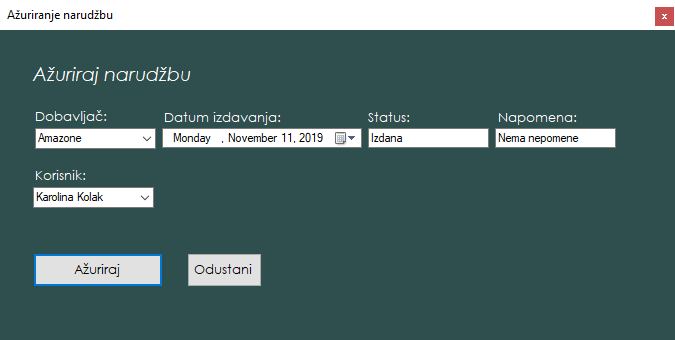 Ažuriranje narudžbu
x
Ažuriraj narudžbu
Dobavljač: Datum izdavanja: Status: Napomena:
Amazone Monday , November 11, 2019 Izdana Nema nepomene
Korisnik:
Karolina Kolak
Ažuriraj Odustani